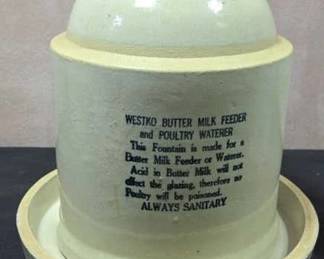 WESTKO BUTTER MILK FEEDER
and POULTRY WATERER
This Fountain is made for a
Butter Milk Feeder or Waterer.
Acid in Butter Milk will not
effect the glazing, therefore no
Poultry will be poisoned.
ALWAYS SANITARY